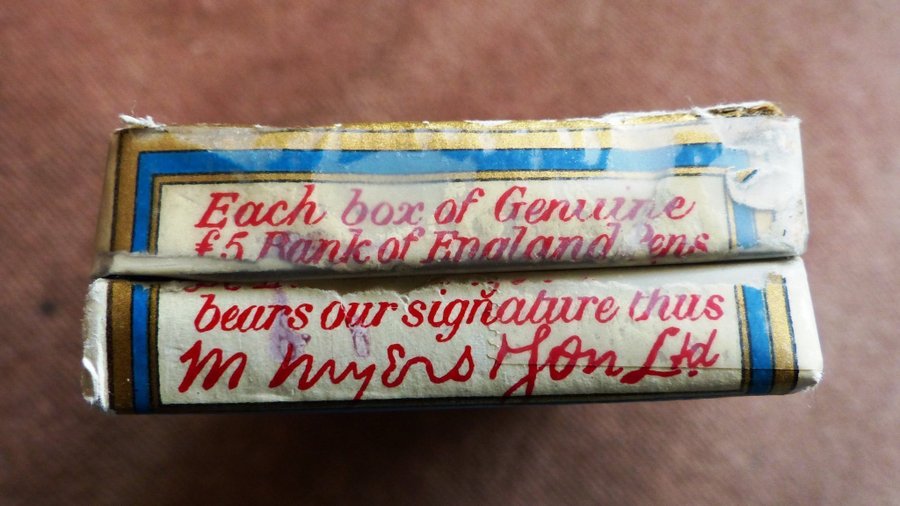 Each box of Genuine
£5 Bank of England Pens
bears our signature thus
M Myers & Son Ltd